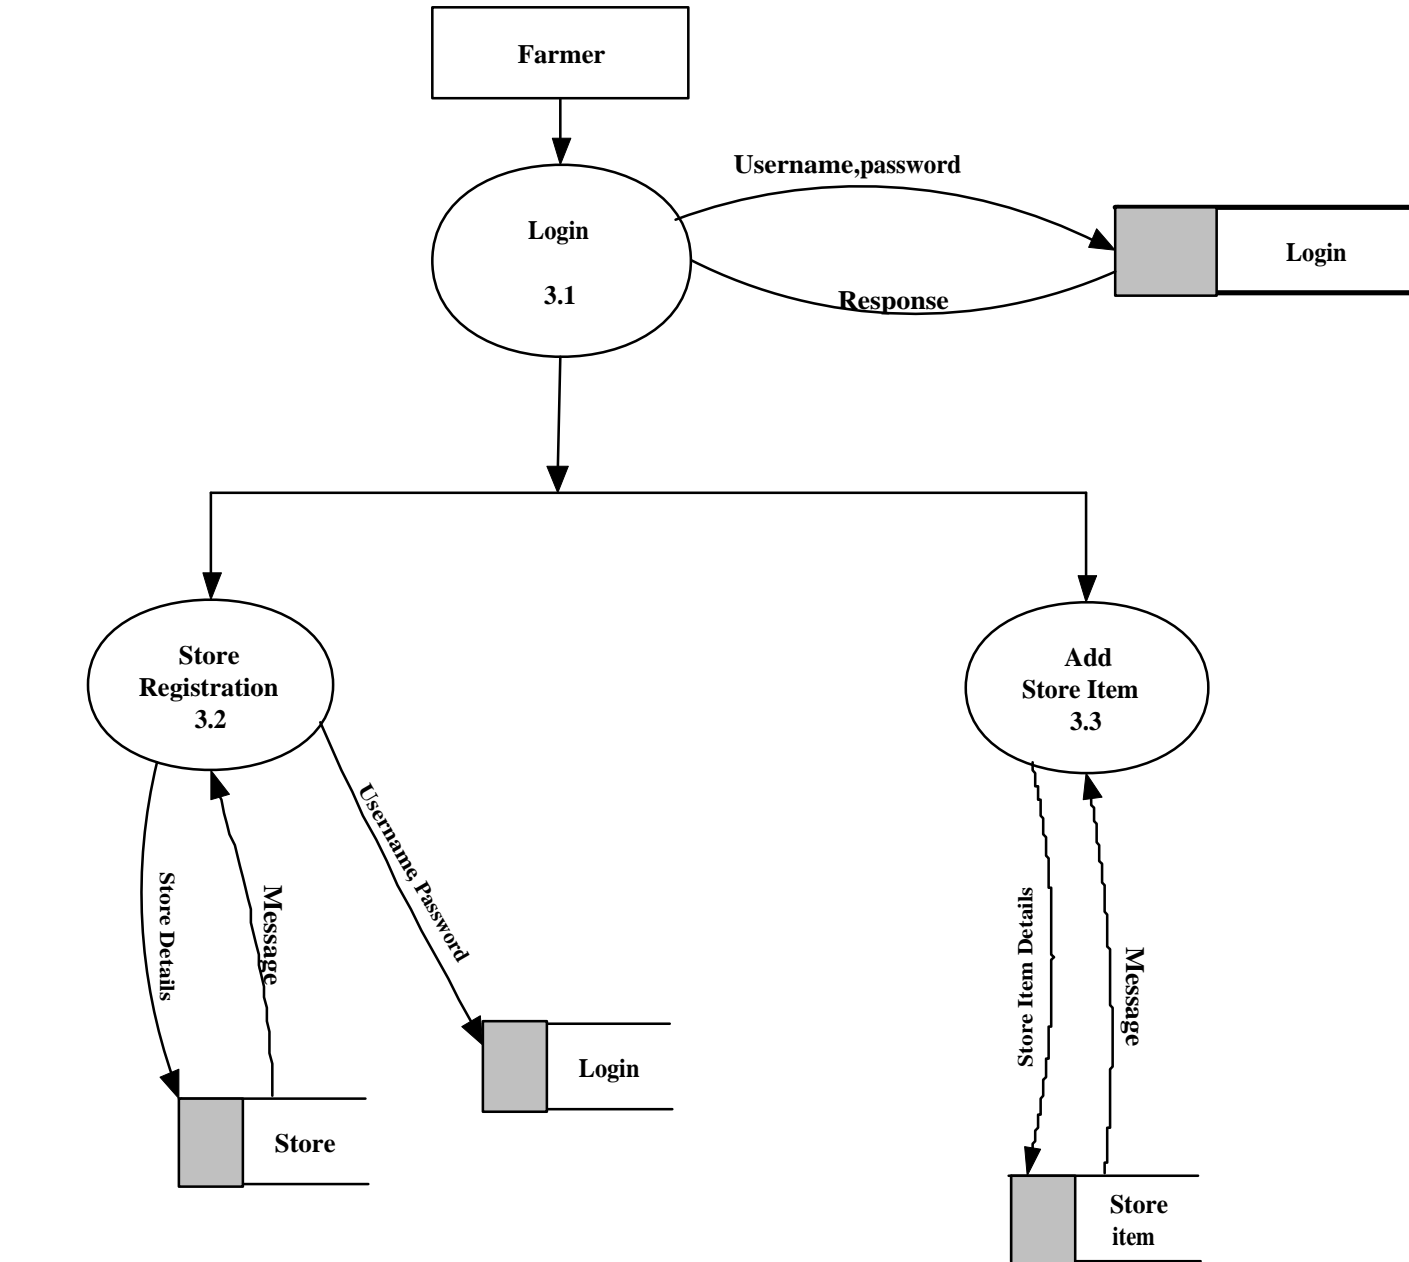 Farmer
Username,password
Login
3.1
Login
Response
Store
Registration
3.2
Add
Store Item
3.3
Username, Password
Store Details
Message
Store Item Details
Message
Login
Store
Store
item